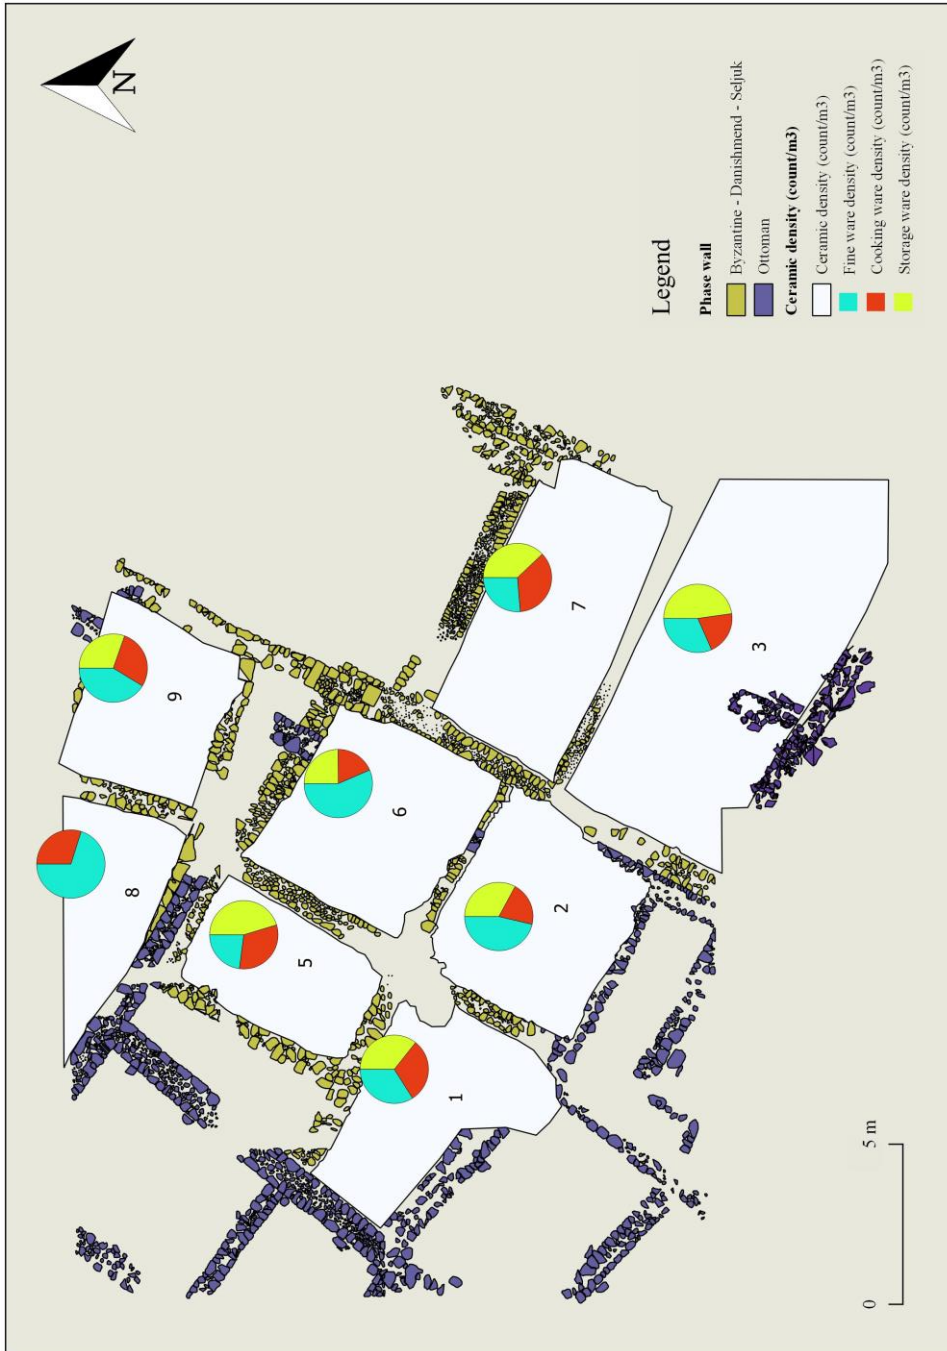 N
Legend
Phase wall
Byzantine - Danishmend - Seljuk
Ottoman
Ceramic density (count/m3)
Ceramic density (count/m3)
Fine ware density (count/m3)
Cooking ware density (count/m3)
Storage ware density (count/m3)
8
9
5
6
1
2
7
3
0 5 m